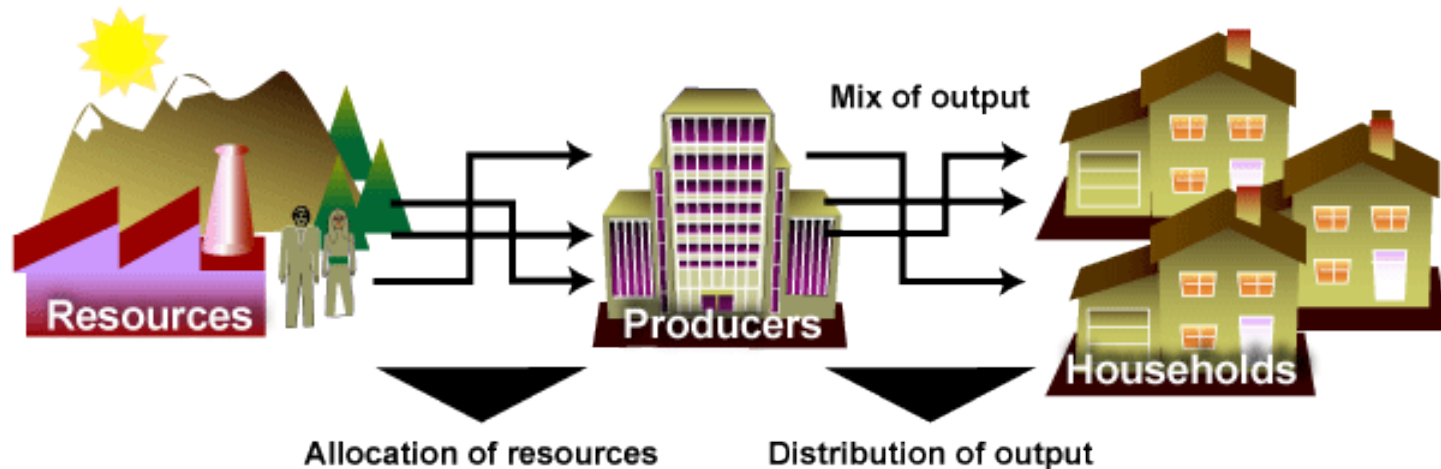 Mix of output
Resources
Producers
Households
Allocation of resources
Distribution of output